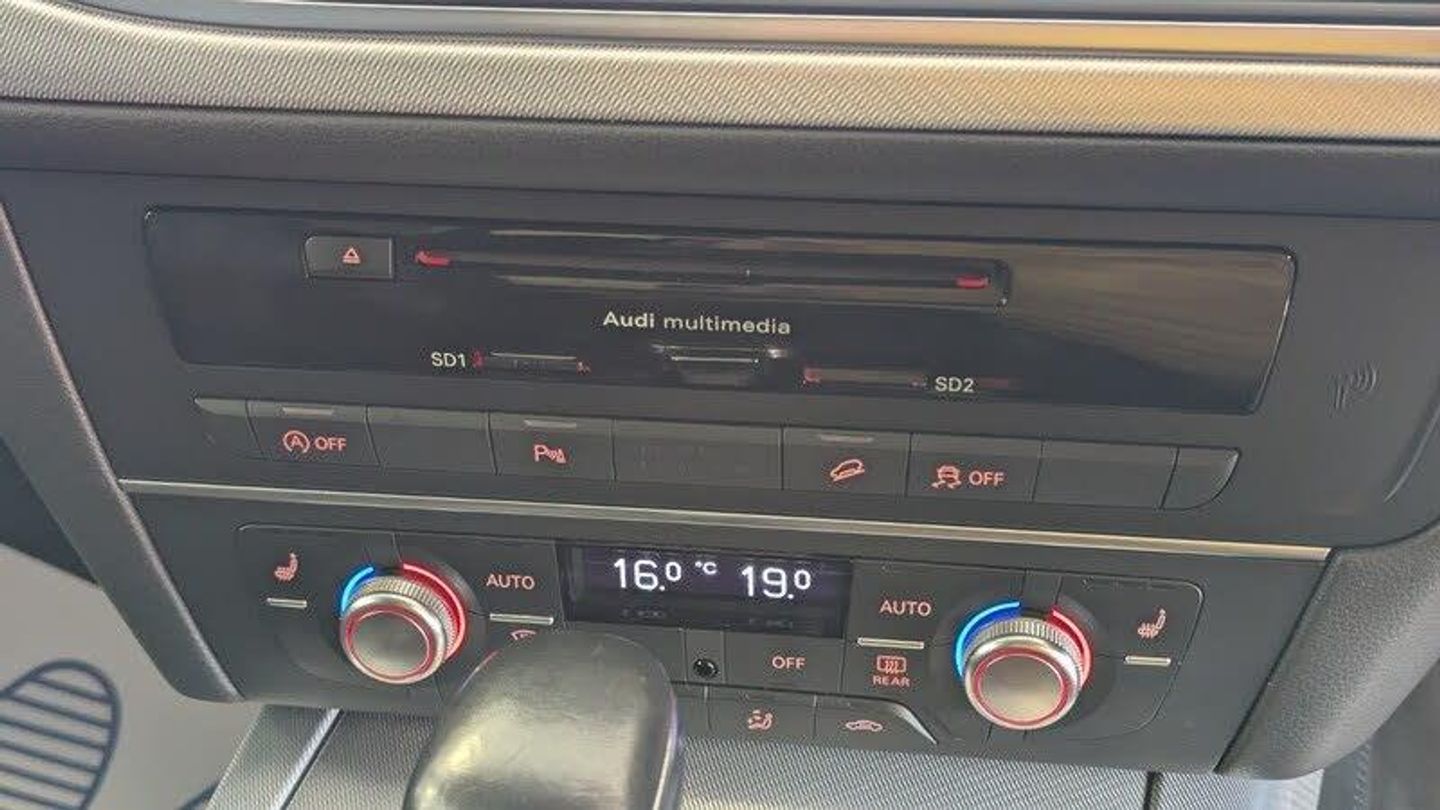 Audi multimedia
SD1
SD2
A OFF
P
OFF
16.0 °C 19.0
AUTO
AUTO
OFF
REAR